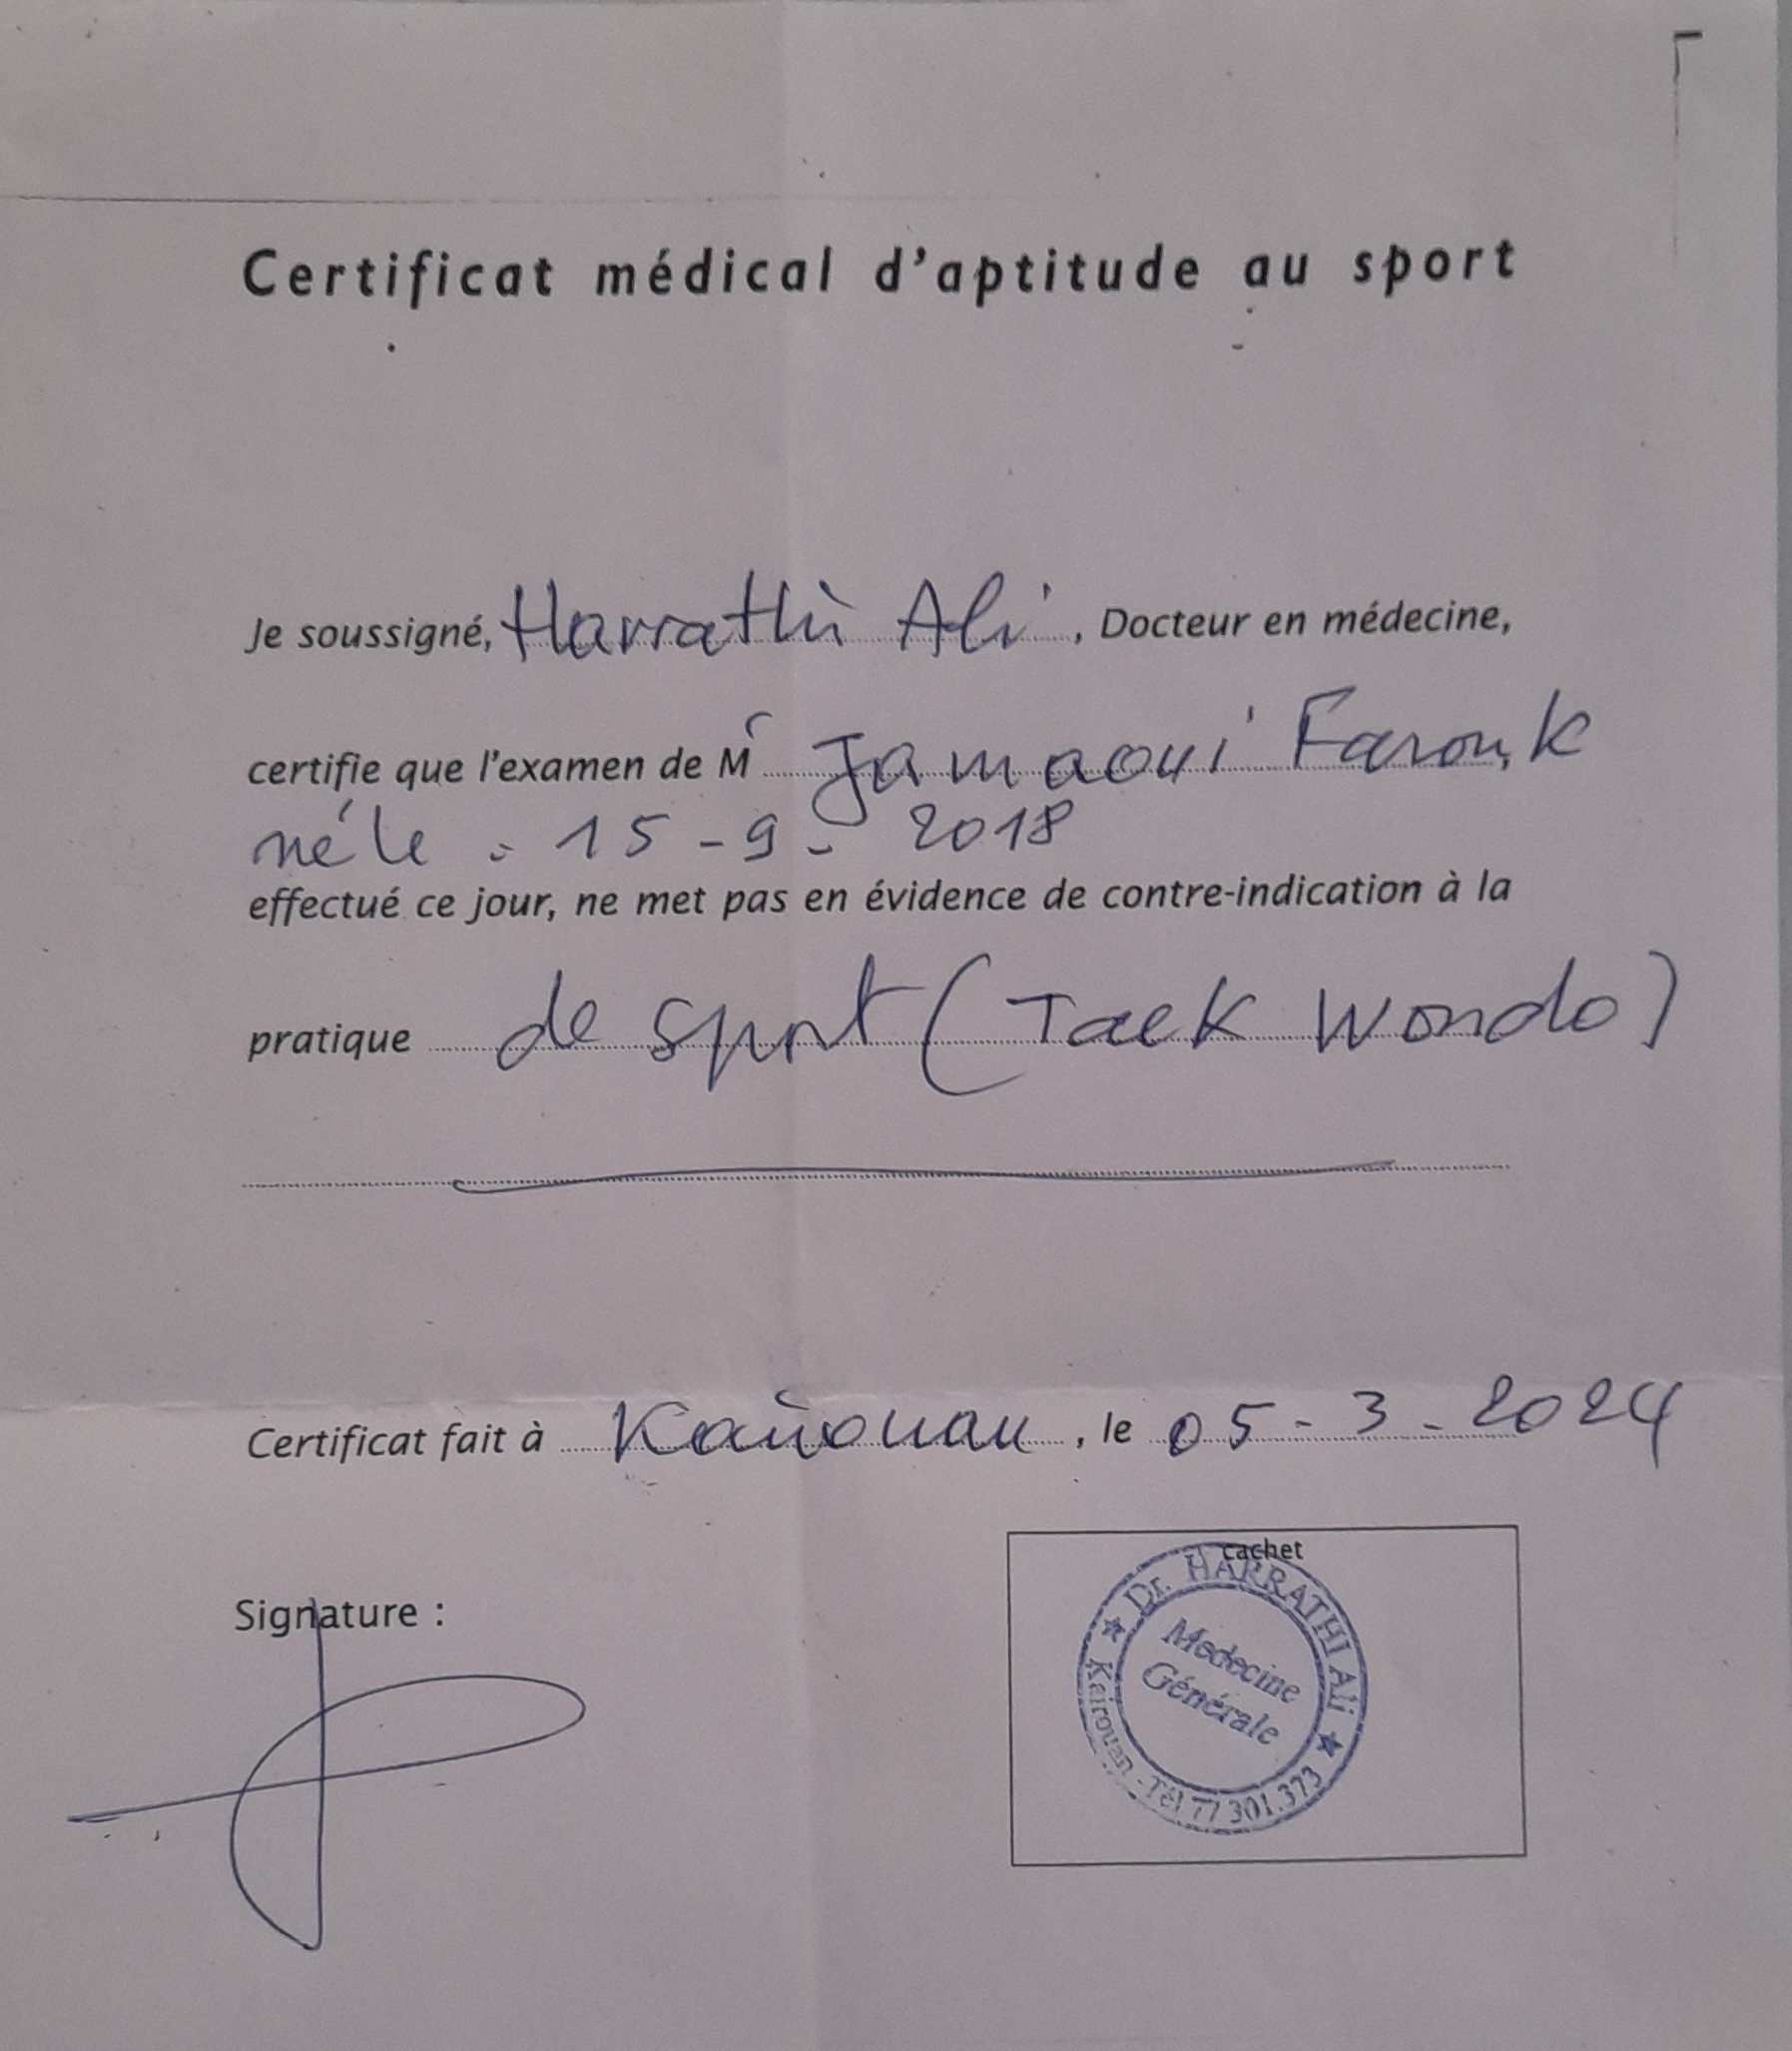 Certificat médical d'aptitude au sport
Je soussigné, Harrathi Ali, Docteur en médecine,
certifie que l'examen de Mr Jamaoui Farouk
né le : 15 - 9 - 2018
effectué ce jour, ne met pas en évidence de contre-indication à la
pratique de sport (Taek Wondo)
Certificat fait à Kairouan, le 05 - 3 - 2024
Signature :
cachet
Dr. HARRATHI Ali
Medecine
Générale
Kairouan - Tél 77 301.373